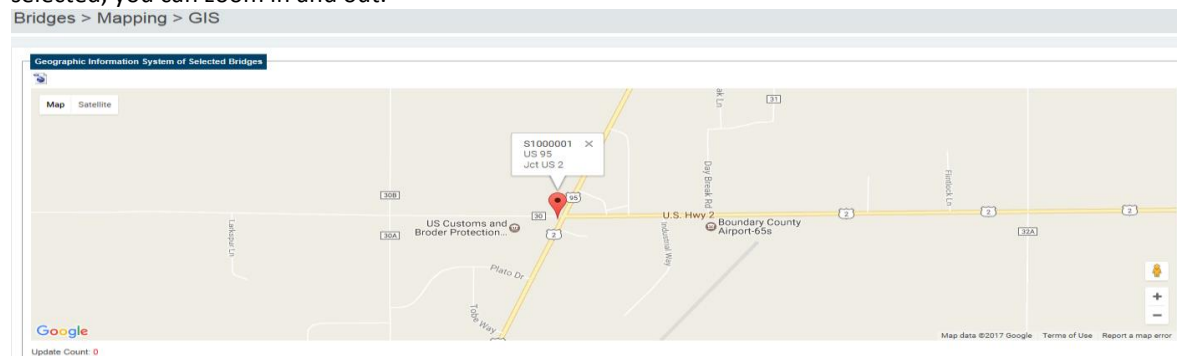 selected, you can zoom in and out.
Bridges > Mapping > GIS
Geographic Information System of Selected Bridges
Map Satellite
ak Ln
31
S1000001 ×
US 95
Jct US 2
Day Break Rd
Flintlock Ln
30B
95
30
U.S. Hwy 2
2
2
2
Larkspur Ln
30A
US Customs and
Broder Protection...
2
Industrial Way
Boundary County
Airport-65s
32A
Plato Dr
Tobe Way
+
−
Google
Map data ©2017 Google Terms of Use Report a map error
Update Count: 0